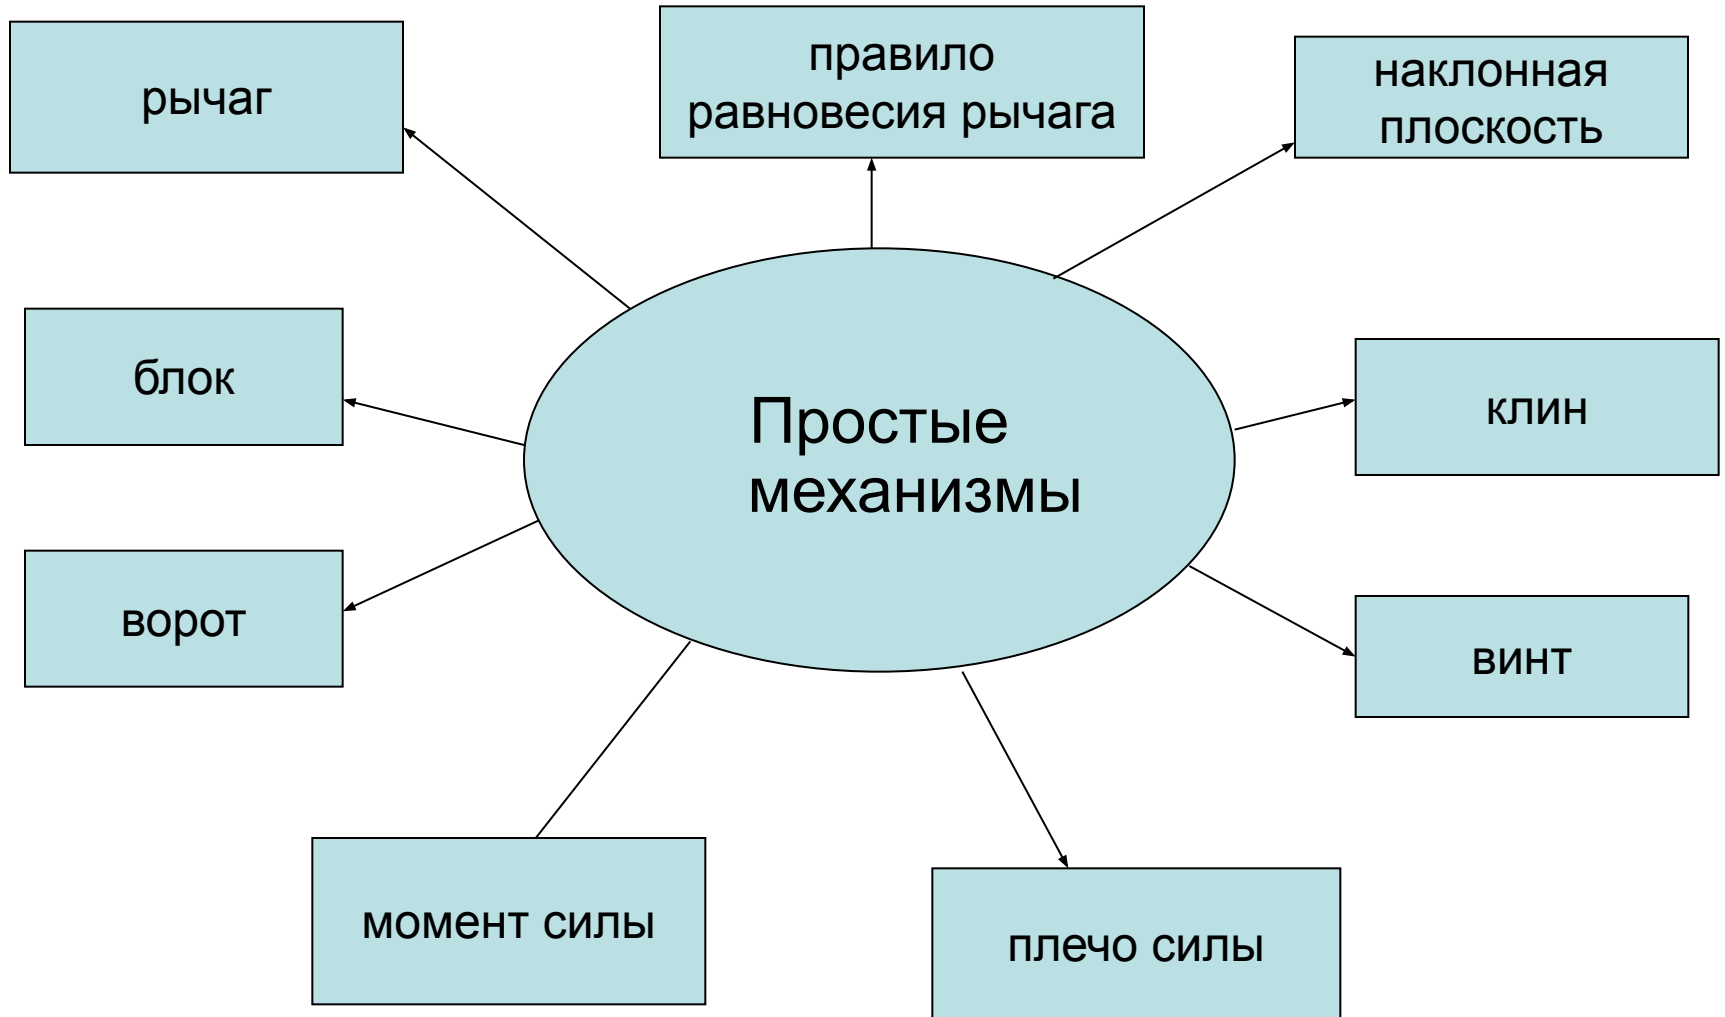 рычаг
правило
равновесия рычага
наклонная
плоскость
блок
Простые
механизмы
клин
ворот
винт
момент силы
плечо силы